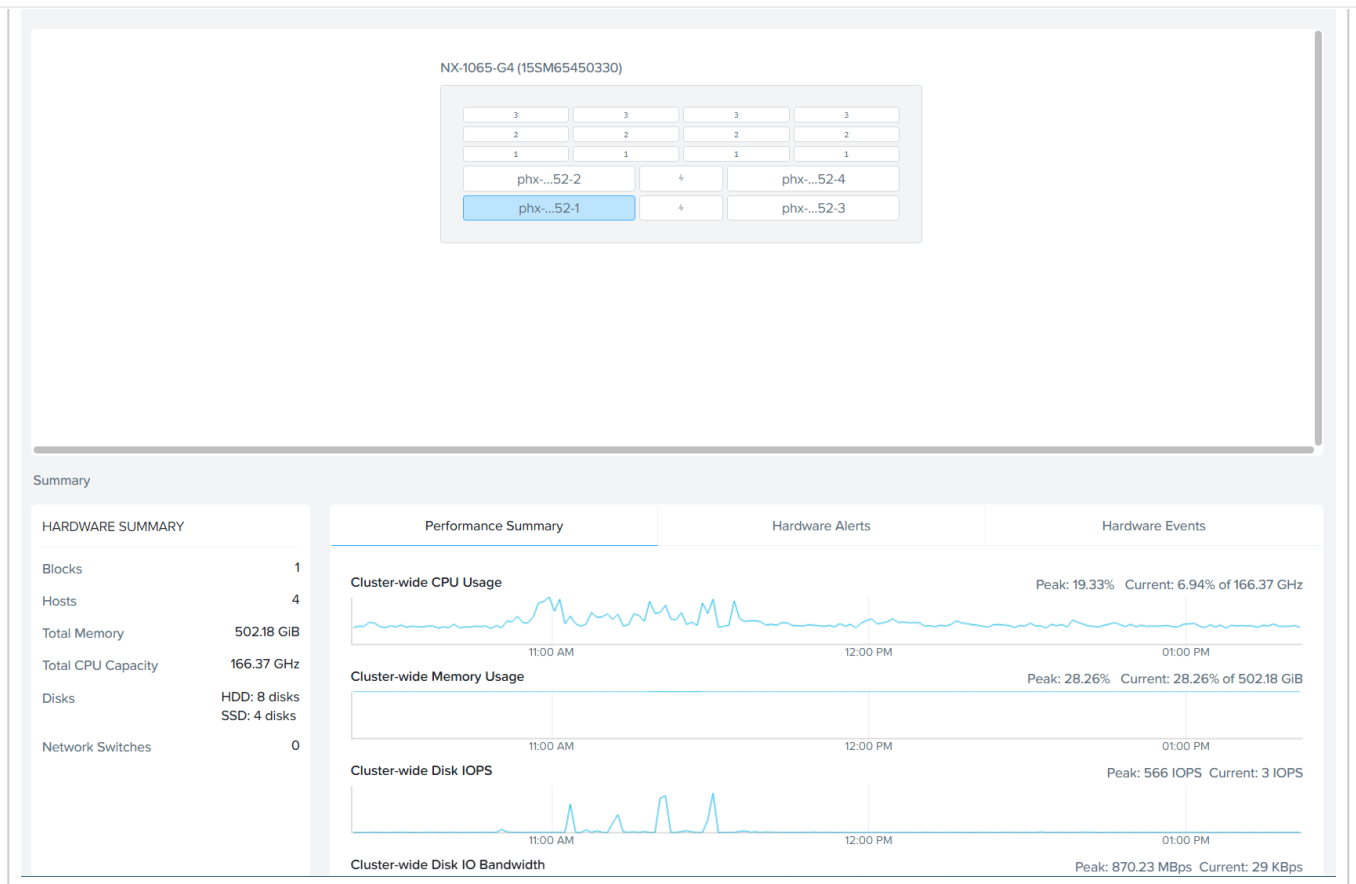 NX-1065-G4 (15SM65450330)
3 3 3 3
2 2 2 2
1 1 1 1
phx-...52-2 phx-...52-4
phx-...52-1 phx-...52-3
Summary
HARDWARE SUMMARY
Blocks 1
Hosts 4
Total Memory 502.18 GiB
Total CPU Capacity 166.37 GHz
Disks HDD: 8 disks
SSD: 4 disks
Network Switches 0
Performance Summary Hardware Alerts Hardware Events
Cluster-wide CPU Usage Peak: 19.33% Current: 6.94% of 166.37 GHz
11:00 AM 12:00 PM 01:00 PM
Cluster-wide Memory Usage Peak: 28.26% Current: 28.26% of 502.18 GiB
11:00 AM 12:00 PM 01:00 PM
Cluster-wide Disk IOPS Peak: 566 IOPS Current: 3 IOPS
11:00 AM 12:00 PM 01:00 PM
Cluster-wide Disk IO Bandwidth Peak: 870.23 MBps Current: 29 KBps